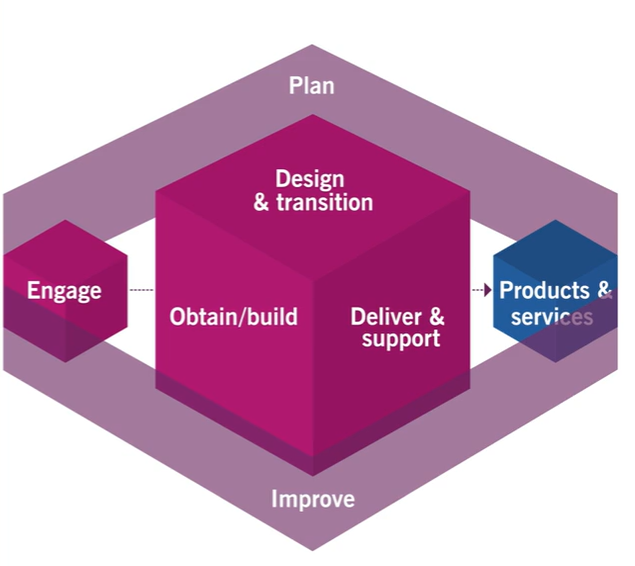 Plan
Design
& transition
Engage
Obtain/build
Deliver &
support
Products &
services
Improve